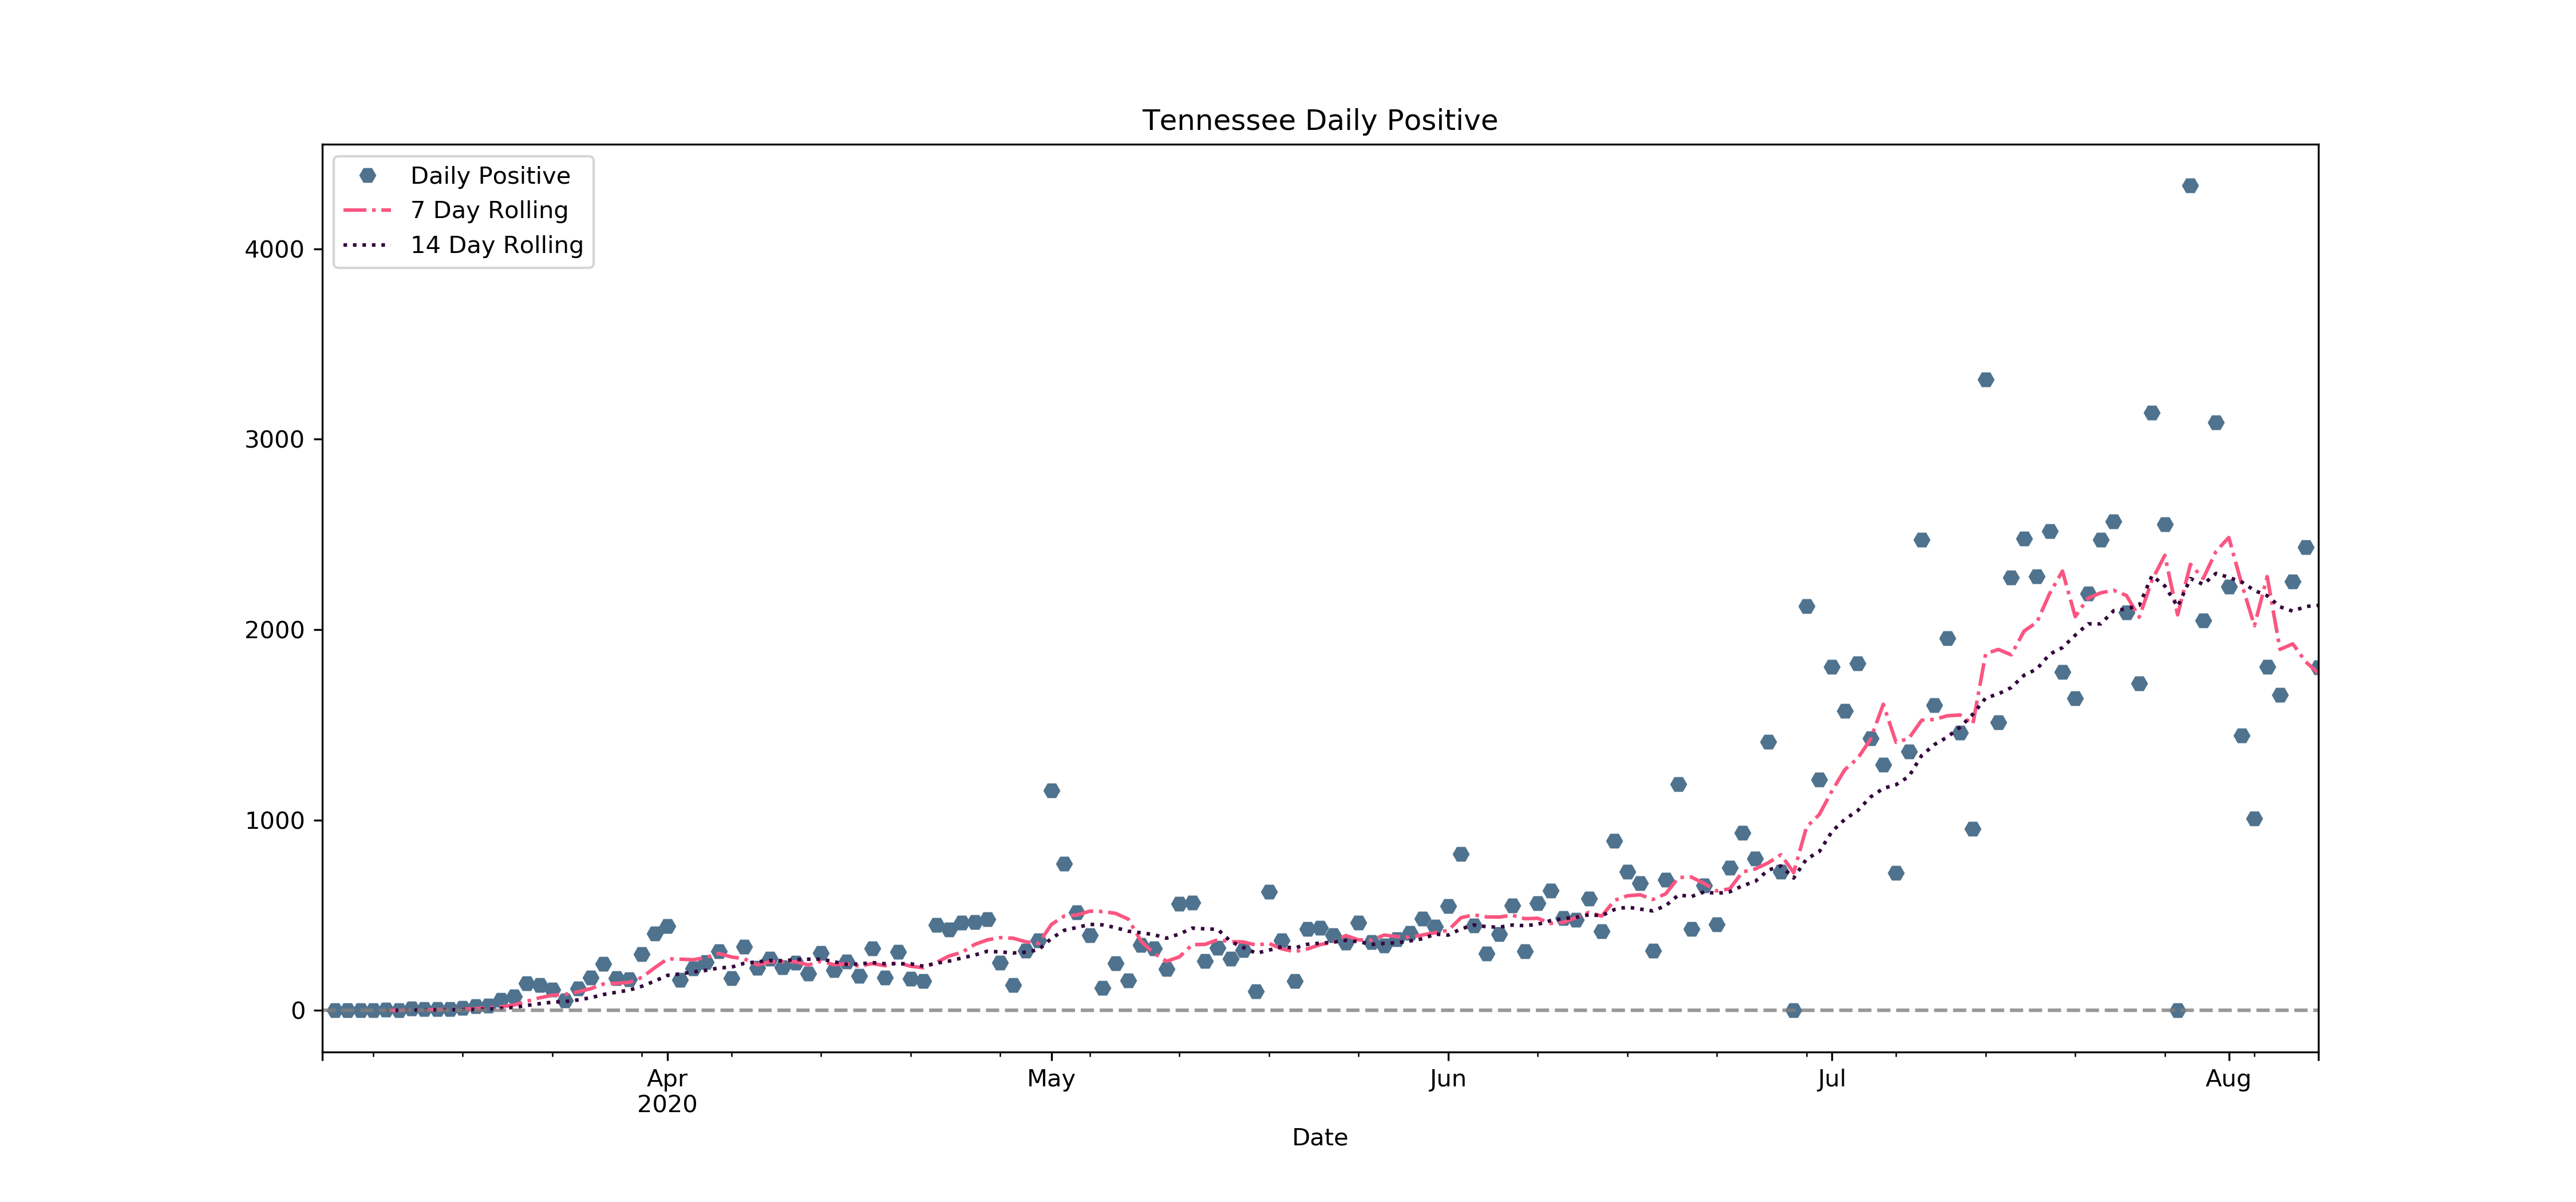 Tennessee Daily Positive
Daily Positive
7 Day Rolling
14 Day Rolling
4000
3000
2000
1000
0
Apr
2020
May
Jun
Jul
Aug
Date